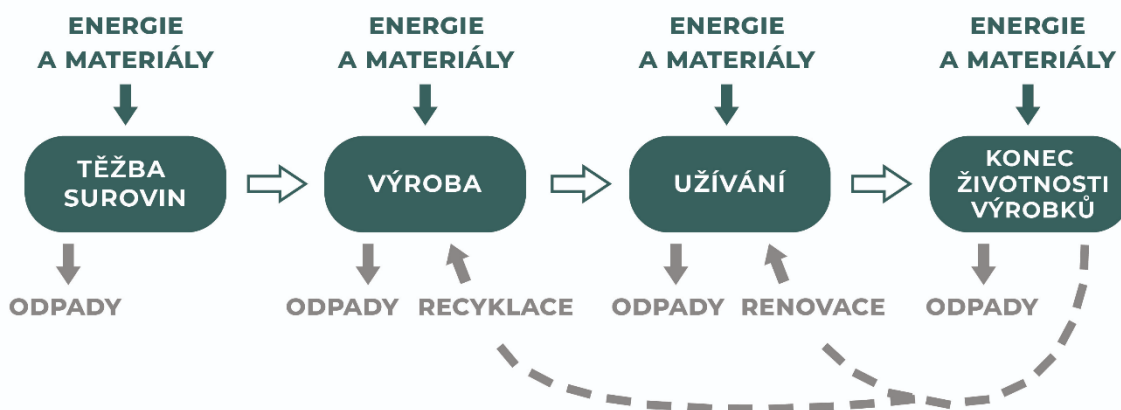 ENERGIE
A MATERIÁLY
ENERGIE
A MATERIÁLY
ENERGIE
A MATERIÁLY
ENERGIE
A MATERIÁLY
TĚŽBA
SUROVIN
VÝROBA
UŽÍVÁNÍ
KONEC
ŽIVOTNOSTI
VÝROBKŮ
ODPADY
ODPADY
RECYKLACE
ODPADY
RENOVACE
ODPADY